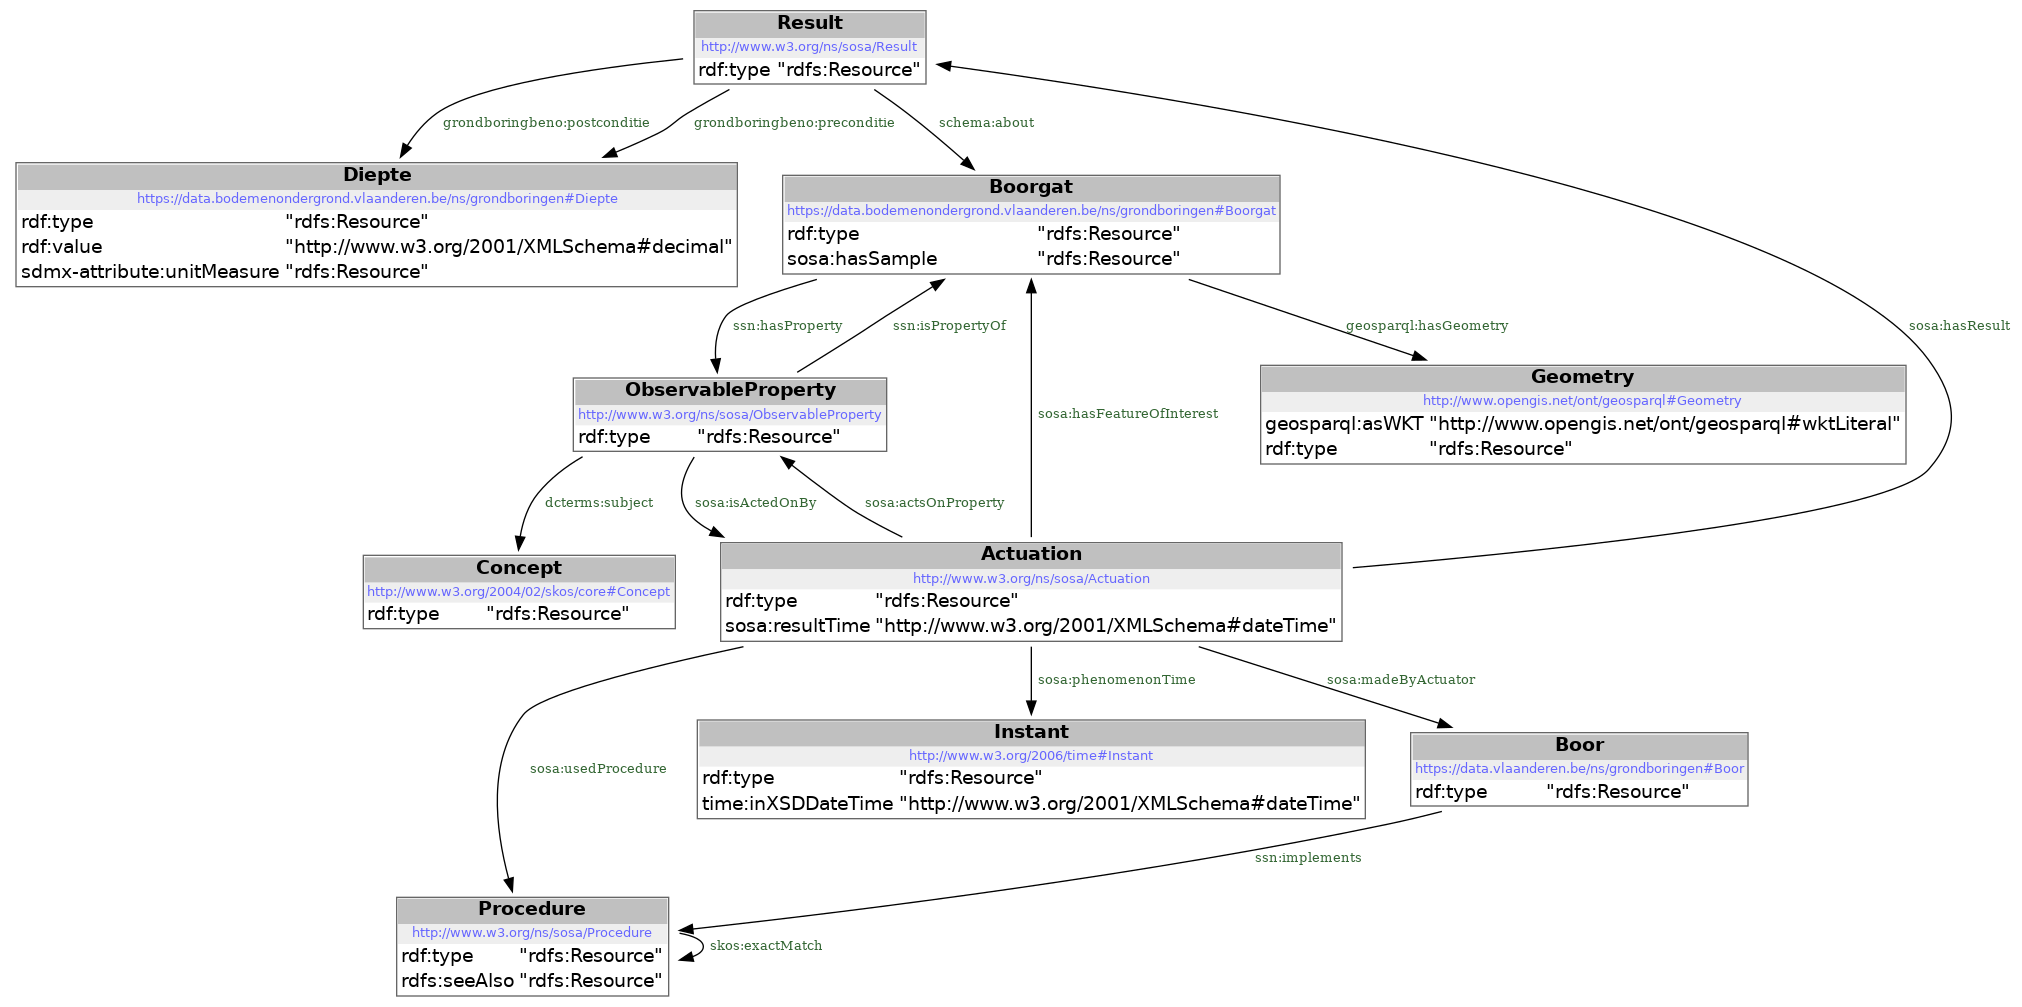 Result
http://www.w3.org/ns/sosa/Result
rdf:type "rdfs:Resource"
grondboringbeno:postconditie
grondboringbeno:preconditie
schema:about
Diepte
https://data.bodemenondergrond.vlaanderen.be/ns/grondboringen#Diepte
rdf:type "rdfs:Resource"
rdf:value "http://www.w3.org/2001/XMLSchema#decimal"
sdmx-attribute:unitMeasure "rdfs:Resource"
Boorgat
https://data.bodemenondergrond.vlaanderen.be/ns/grondboringen#Boorgat
rdf:type "rdfs:Resource"
sosa:hasSample "rdfs:Resource"
ssn:hasProperty
ssn:isPropertyOf
geosparql:hasGeometry
sosa:hasResult
ObservableProperty
http://www.w3.org/ns/sosa/ObservableProperty
rdf:type "rdfs:Resource"
sosa:hasFeatureOfInterest
Geometry
http://www.opengis.net/ont/geosparql#Geometry
geosparql:asWKT "http://www.opengis.net/ont/geosparql#wktLiteral"
rdf:type "rdfs:Resource"
dcterms:subject
sosa:isActedOnBy
sosa:actsOnProperty
Concept
http://www.w3.org/2004/02/skos/core#Concept
rdf:type "rdfs:Resource"
Actuation
http://www.w3.org/ns/sosa/Actuation
rdf:type "rdfs:Resource"
sosa:resultTime "http://www.w3.org/2001/XMLSchema#dateTime"
sosa:phenomenonTime
sosa:madeByActuator
sosa:usedProcedure
Instant
http://www.w3.org/2006/time#Instant
rdf:type "rdfs:Resource"
time:inXSDDateTime "http://www.w3.org/2001/XMLSchema#dateTime"
Boor
https://data.vlaanderen.be/ns/grondboringen#Boor
rdf:type "rdfs:Resource"
ssn:implements
Procedure
http://www.w3.org/ns/sosa/Procedure
rdf:type "rdfs:Resource"
rdfs:seeAlso "rdfs:Resource"
skos:exactMatch